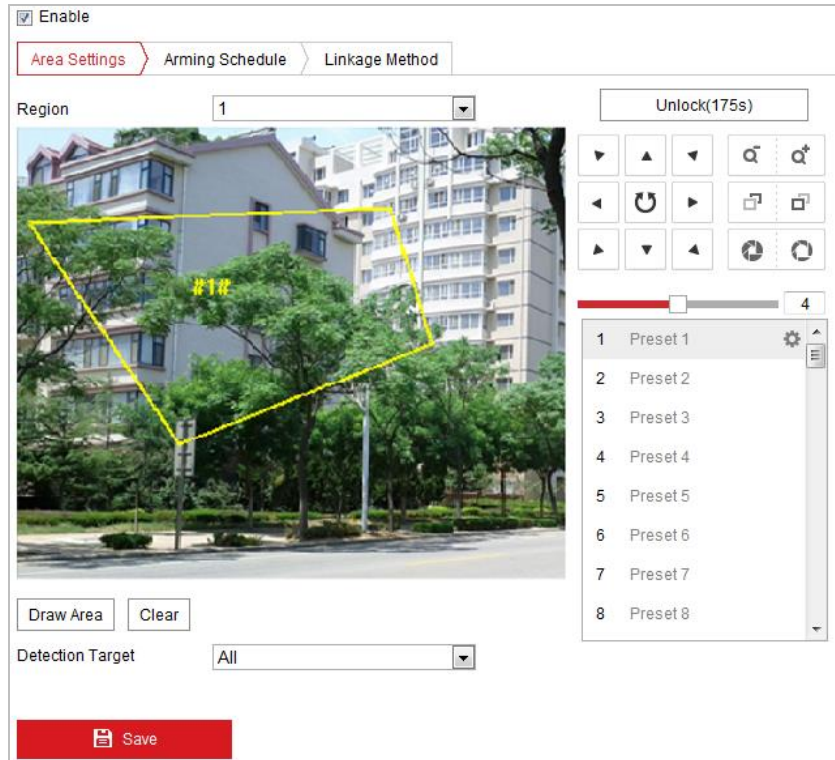 Enable
Area Settings
Arming Schedule
Linkage Method
Region
1
Unlock(175s)
#1#
4
1 Preset 1
2 Preset 2
3 Preset 3
4 Preset 4
5 Preset 5
6 Preset 6
7 Preset 7
8 Preset 8
Draw Area
Clear
Detection Target
All
Save